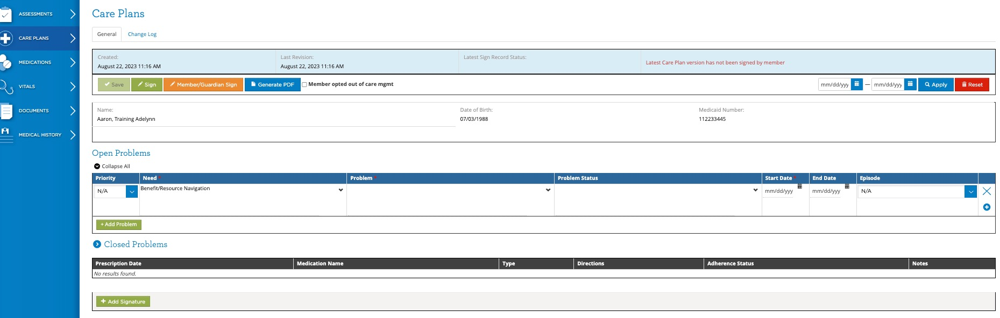 ASSESSMENTS
CARE PLANS
MEDICATIONS
VITALS
DOCUMENTS
MEDICAL HISTORY
Care Plans
General Change Log
Created: Last Revision: Latest Sign Record Status:
August 22, 2023 11:16 AM August 22, 2023 11:16 AM Latest Care Plan version has not been signed by member
Save Sign Member/Guardian Sign Generate PDF Member opted out of care mgmt mm/dd/yyy — mm/dd/yyy Apply Reset
Name: Date of Birth: Medicaid Number:
Aaron, Training Adelynn 07/03/1988 112233445
Open Problems
Collapse All
Priority Need * Problem * Problem Status Start Date * End Date Episode
N/A Benefit/Resource Navigation mm/dd/yyy mm/dd/yyy N/A
+ Add Problem
Closed Problems
Prescription Date Medication Name Type Directions Adherence Status Notes
No results found.
+ Add Signature